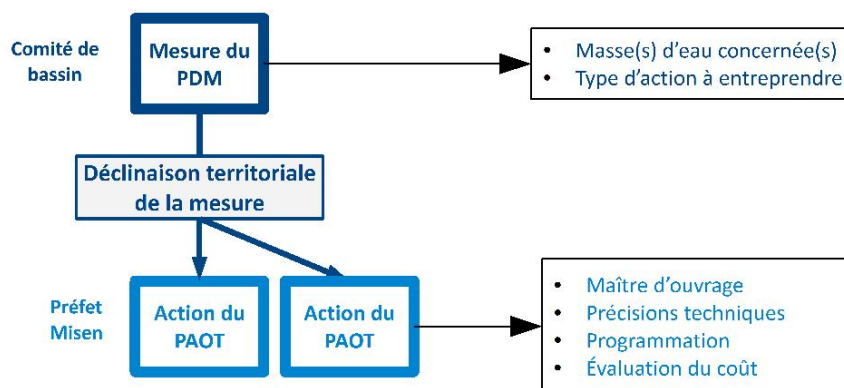 Comité de
bassin
Mesure du
PDM
• Masse(s) d'eau concernée(s)
• Type d'action à entreprendre
Déclinaison territoriale
de la mesure
Préfet
Misen
Action du
PAOT
Action du
PAOT
• Maître d'ouvrage
• Précisions techniques
• Programmation
• Évaluation du coût